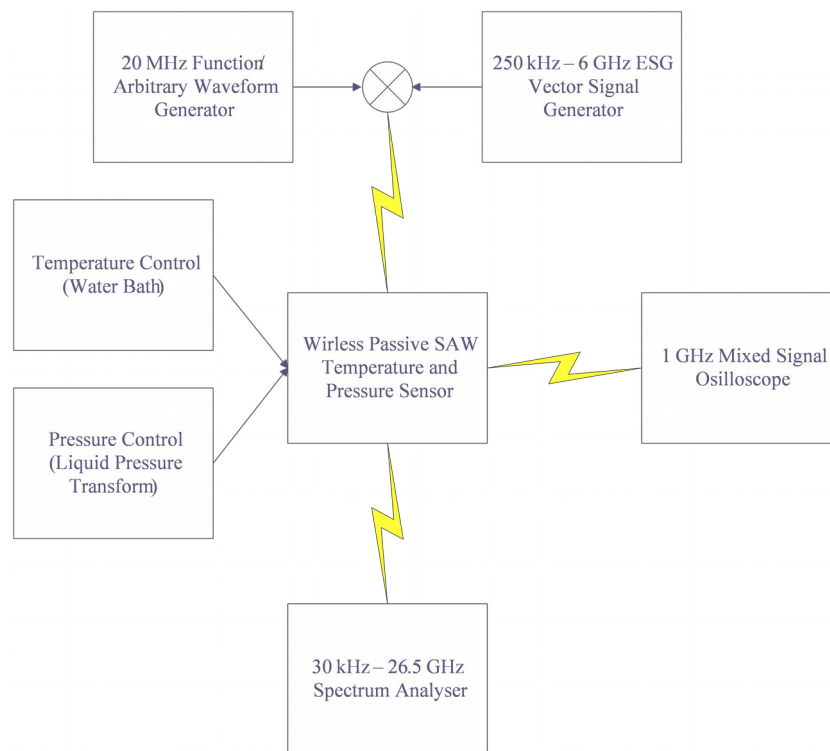 20 MHz Function/
Arbitrary Waveform
Generator
250 kHz – 6 GHz ESG
Vector Signal
Generator
Temperature Control
(Water Bath)
Wirless Passive SAW
Temperature and
Pressure Sensor
1 GHz Mixed Signal
Osilloscope
Pressure Control
(Liquid Pressure
Transform)
30 kHz – 26.5 GHz
Spectrum Analyser